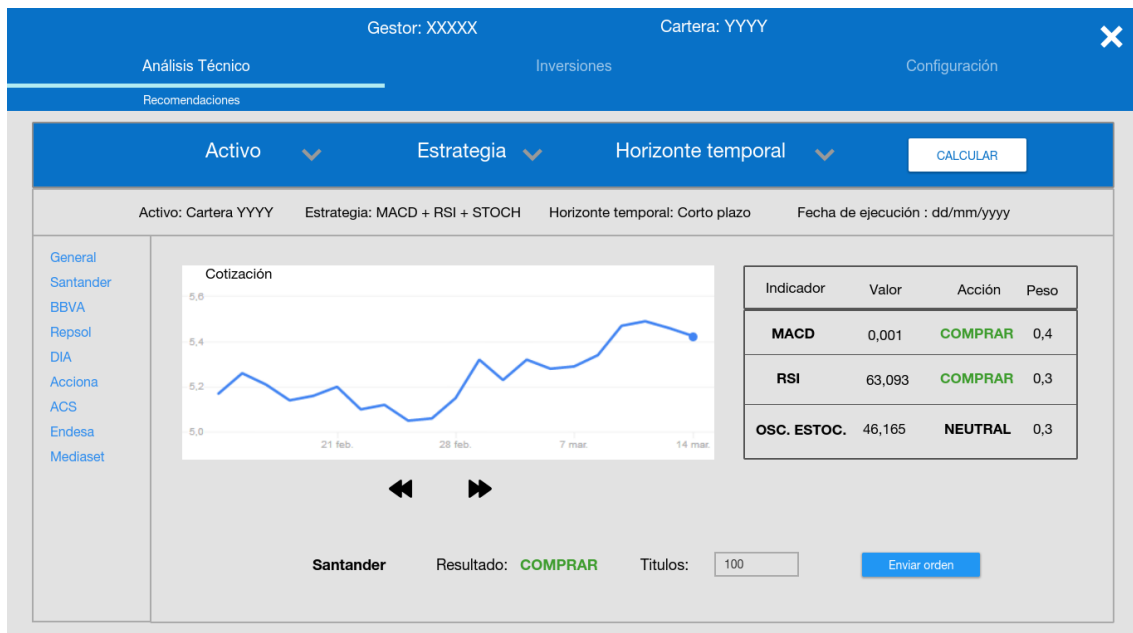 Gestor: XXXXX Cartera: YYYY
Análisis Técnico Inversiones Configuración
Recomendaciones
Activo Estrategia Horizonte temporal CALCULAR
Activo: Cartera YYYY Estrategia: MACD + RSI + STOCH Horizonte temporal: Corto plazo Fecha de ejecución : dd/mm/yyyy
General
Santander
BBVA
Repsol
DIA
Acciona
ACS
Endesa
Mediaset
Cotización
5,6
5,4
5,2
5,0
21 feb. 28 feb. 7 mar. 14 mar.
Indicador Valor Acción Peso
MACD 0,001 COMPRAR 0,4
RSI 63,093 COMPRAR 0,3
OSC. ESTOC. 46,165 NEUTRAL 0,3
Santander Resultado: COMPRAR Titulos: 100 Enviar orden